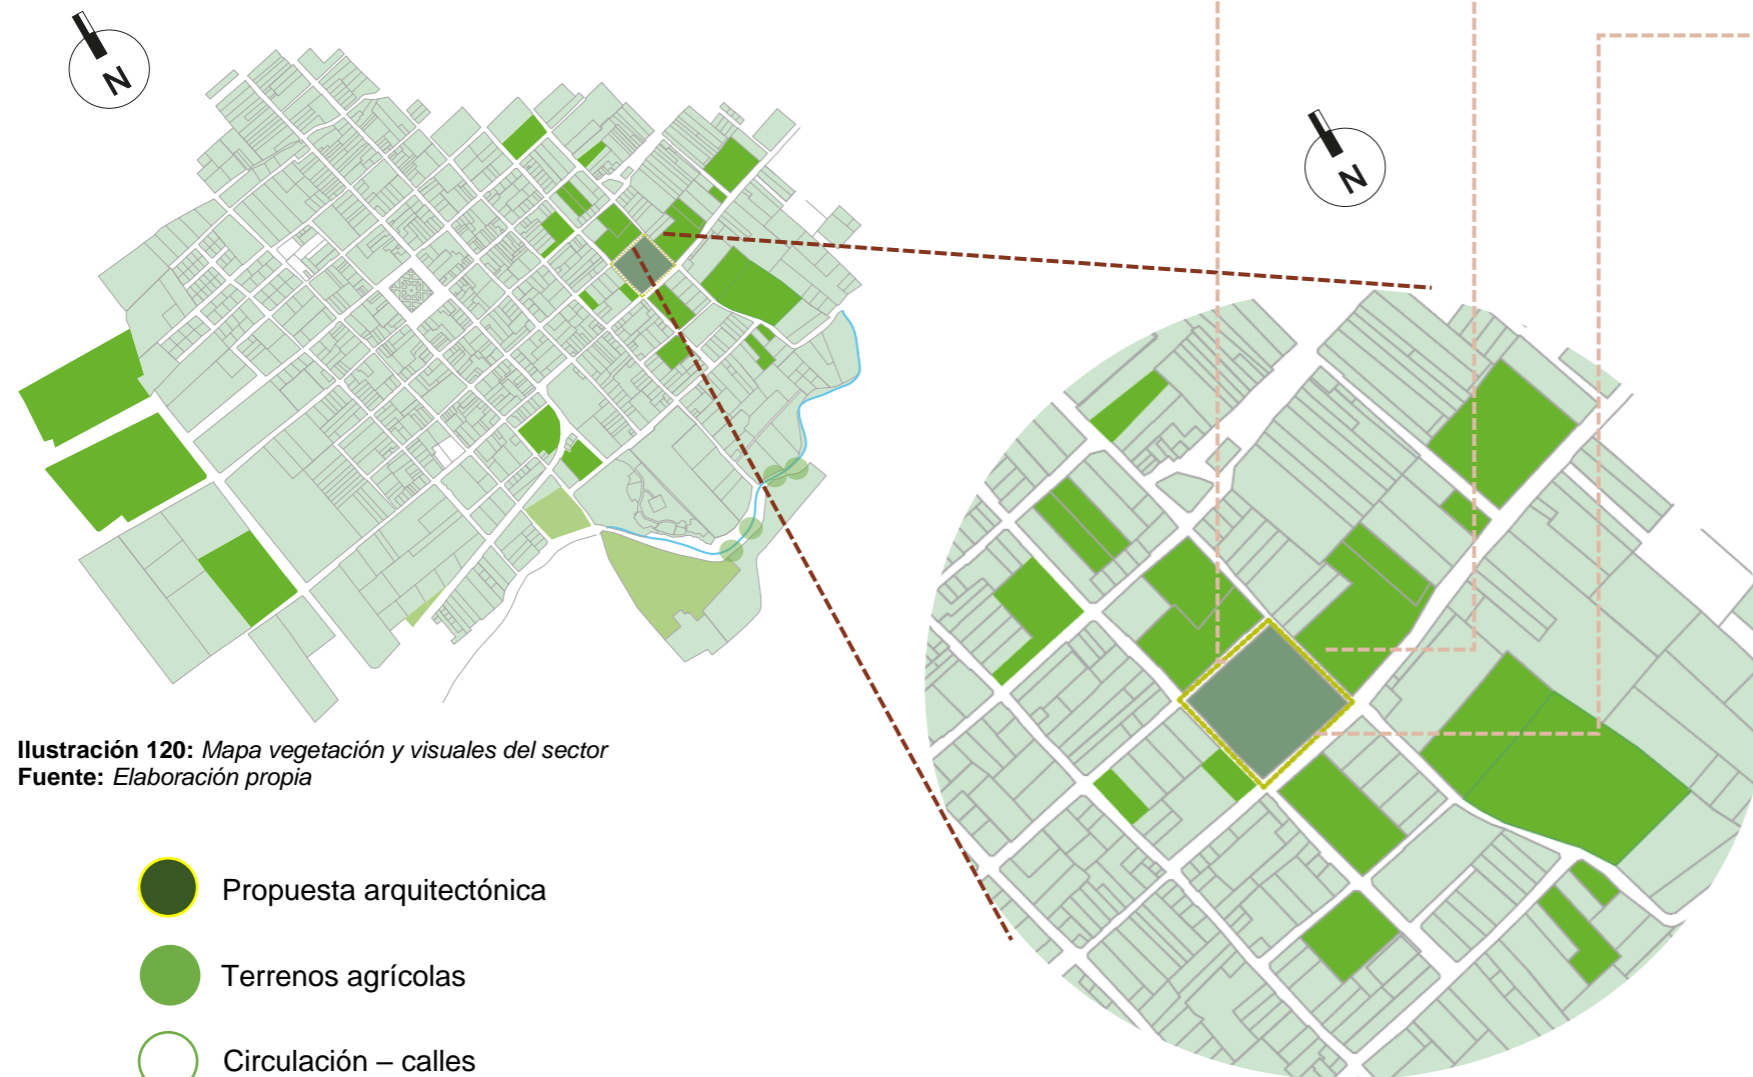 N
N
Ilustración 120: Mapa vegetación y visuales del sector
Fuente: Elaboración propia
Propuesta arquitectónica
Terrenos agrícolas
Circulación – calles